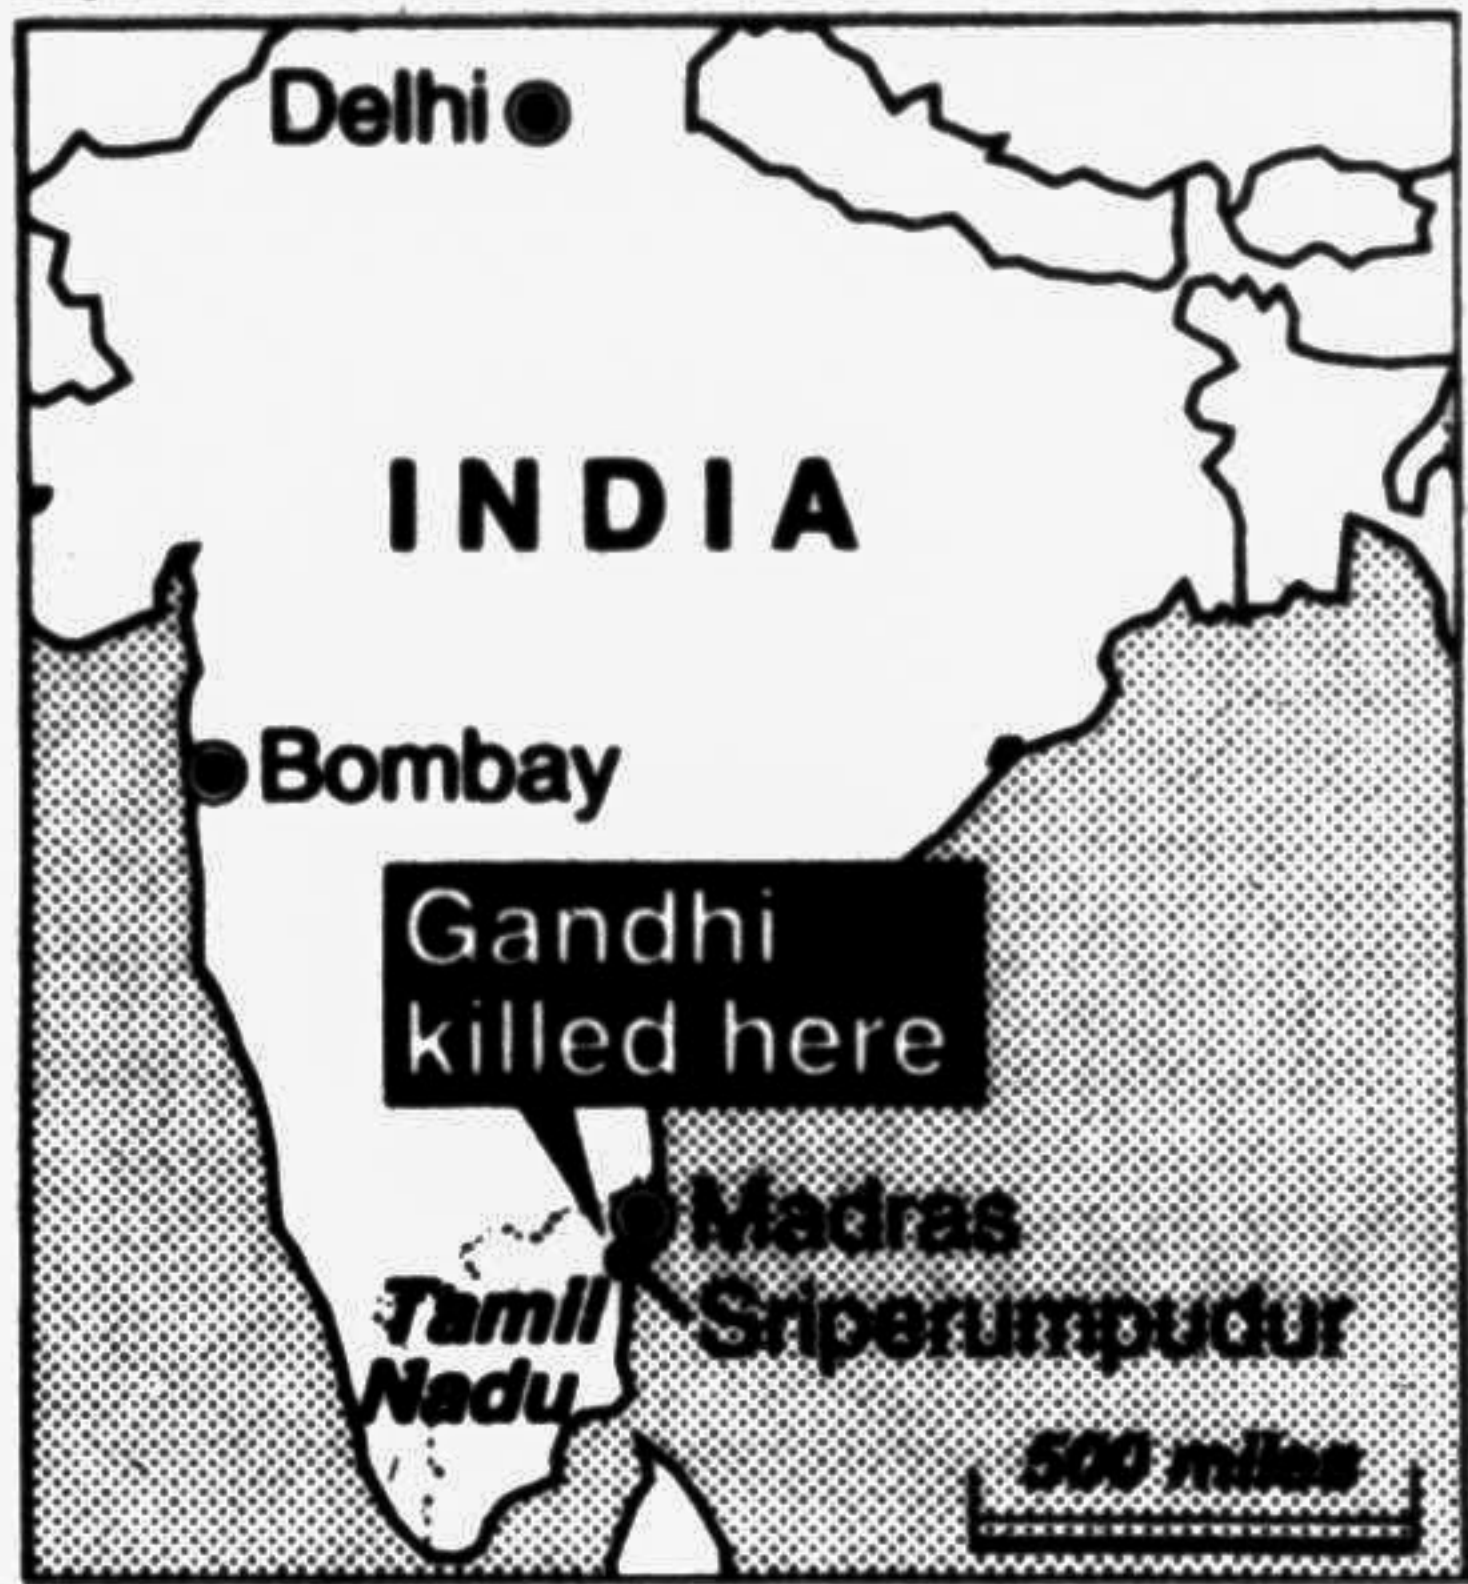 Delhi
INDIA
Bombay
Gandhi
killed here
Madras
Sriperumpudur
Tamil
Nadu
500 miles